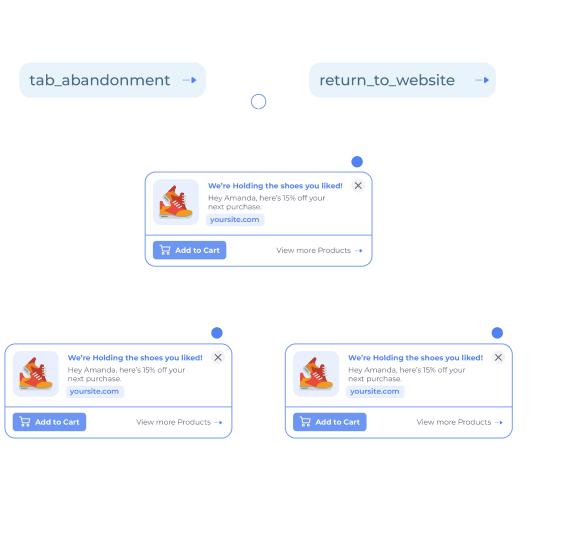 tab_abandonment
return_to_website
We're Holding the shoes you liked!
Hey Amanda, here's 15% off your
next purchase.
yoursite.com
Add to Cart
View more Products
We're Holding the shoes you liked!
Hey Amanda, here's 15% off your
next purchase.
yoursite.com
Add to Cart
View more Products
We're Holding the shoes you liked!
Hey Amanda, here's 15% off your
next purchase.
yoursite.com
Add to Cart
View more Products